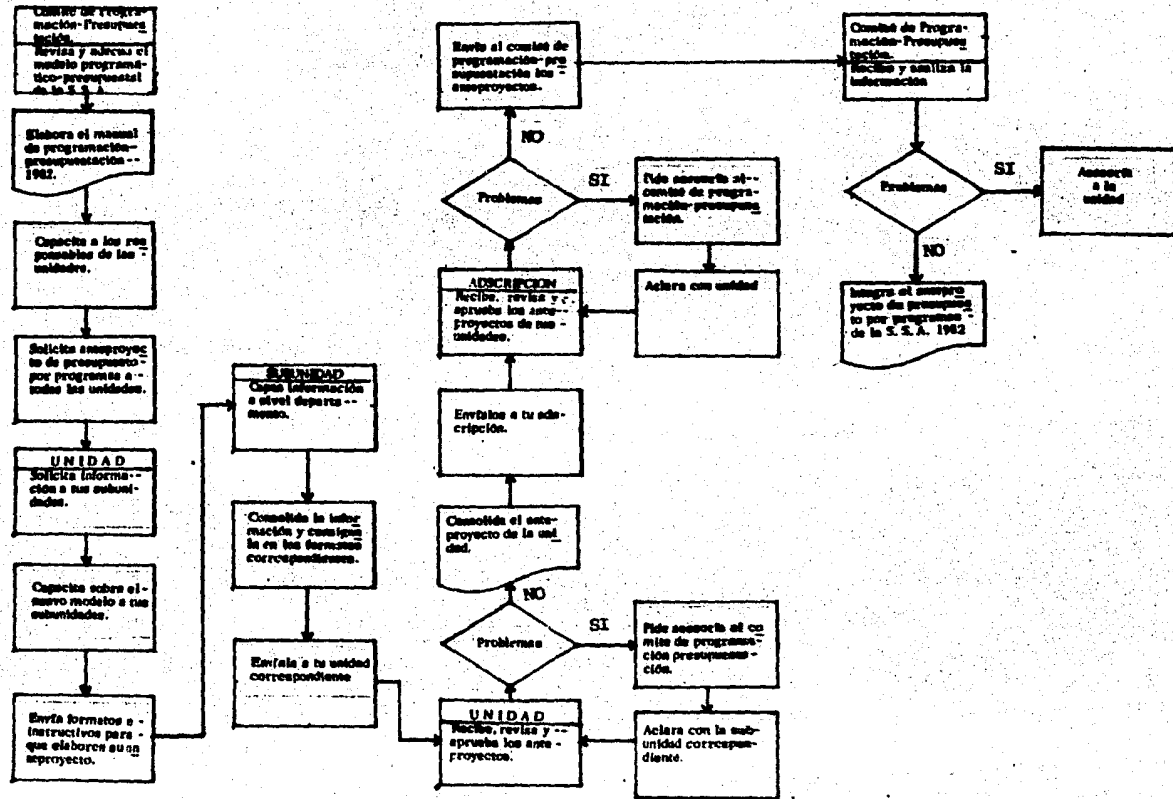 Comité de Progra-
mación-Presupues
tación.
Revisa y adecua el
modelo programá-
tico-presupuestal
de la S. S. A.
Elabora el manual
de programación-
presupuestación --
1982.
Capacita a los res
ponsables de las -
unidades.
Solicita anteproyec
to de presupuesto -
por programas a --
todas las unidades.
UNIDAD
Solicita informa--
ción a tus subuni-
dades.
Capacita sobre el -
nuevo modelo a tus
subunidades.
Envía formatos e -
instructivos para -
que elaboren su an
teproyecto.
SUBUNIDAD
Capta información
a nivel departa --
mento.
Consolida la infor
mación y consigna
la en los formatos
correspondientes.
Envíala a tu unidad
correspondiente
UNIDAD
Recibe, revisa y --
aprueba los ante -
proyectos.
Problemas
SI
Pide asesoría al co
mite de programa-
ción presupuesta -
ción.
Aclara con la sub-
unidad correspon-
diente.
NO
Consolida el ante-
proyecto de la uni
dad.
Envíalos a tu ads-
cripción.
ADSCRIPCION
Recibe, revisa y -
aprueba los ante--
proyectos de sus -
unidades.
Problemas
SI
Pide asesoría al --
comité de progra-
mación-presupues
tación.
Aclara con unidad
NO
Envía al comité de
programación-pre
supuestación los -
anteproyectos.
Comité de Progra-
mación-Presupues
tación.
Recibe y analiza la
información
Problemas
SI
Asesoría
a la
unidad
NO
Integra el antepro
yecto de presupues
to por programas
de la S. S. A. 1982